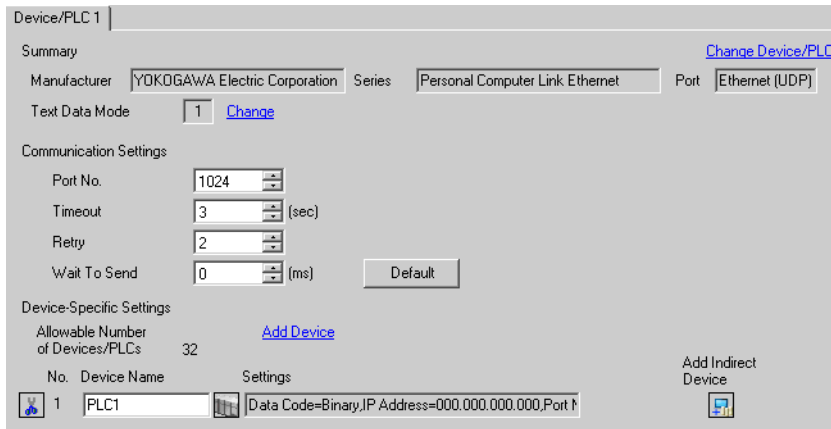 Device/PLC 1
Summary Change Device/PLC
Manufacturer YOKOGAWA Electric Corporation Series Personal Computer Link Ethernet Port Ethernet (UDP)
Text Data Mode 1 Change
Communication Settings
Port No. 1024
Timeout 3 (sec)
Retry 2
Wait To Send 0 (ms) Default
Device-Specific Settings
Allowable Number of Devices/PLCs 32 Add Device
Add Indirect Device
No. Device Name Settings
1 PLC1 Data Code=Binary,IP Address=000.000.000.000,Port